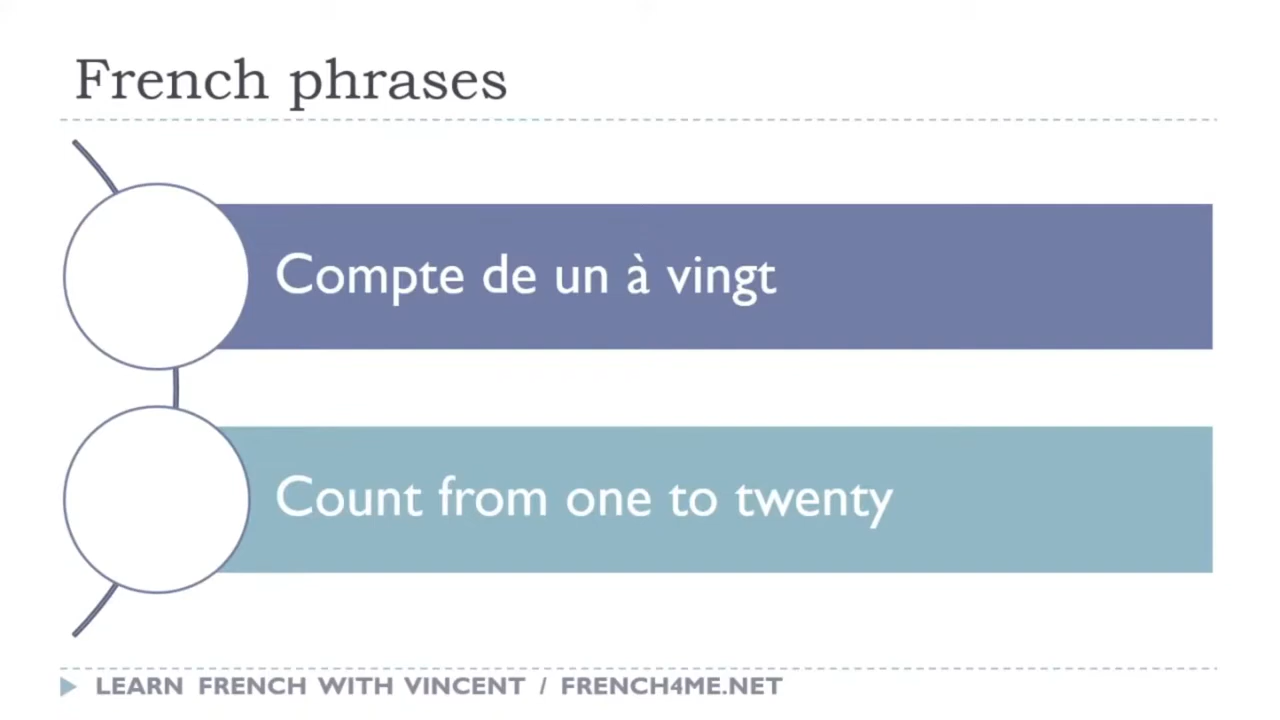 French phrases
Compte de un à vingt
Count from one to twenty
LEARN FRENCH WITH VINCENT / FRENCH4ME.NET